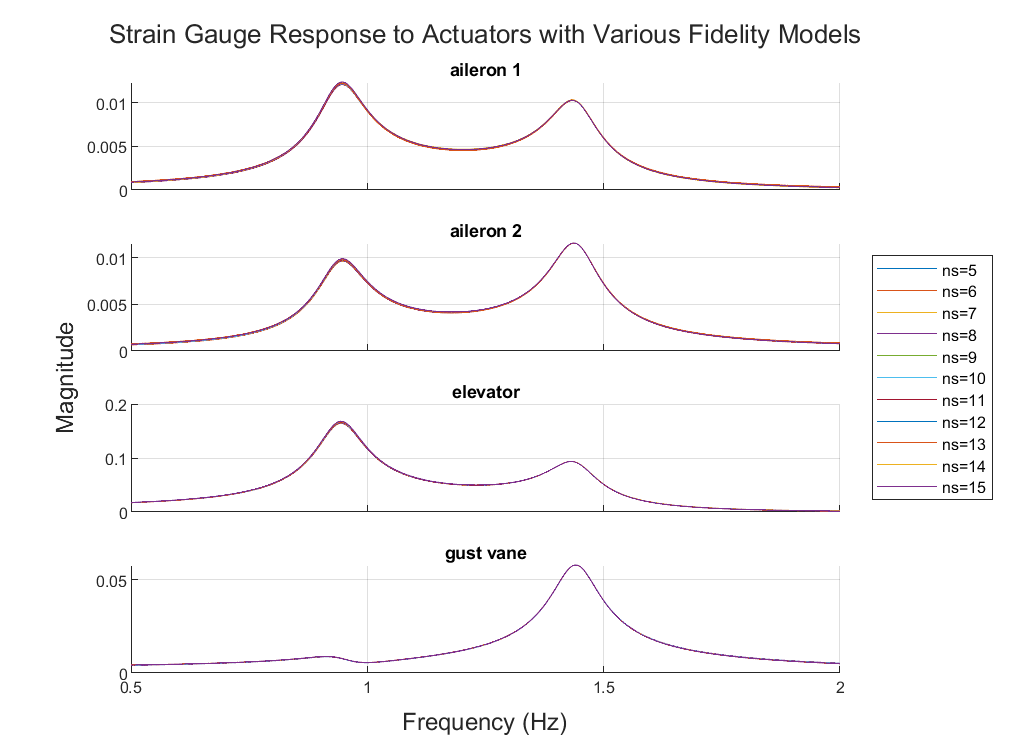 Strain Gauge Response to Actuators with Various Fidelity Models
aileron 1
0.01
0.005
0
aileron 2
0.01
0.005
0
elevator
0.2
0.1
0
gust vane
0.05
0
0.5
1
1.5
2
Magnitude
Frequency (Hz)
ns=5
ns=6
ns=7
ns=8
ns=9
ns=10
ns=11
ns=12
ns=13
ns=14
ns=15